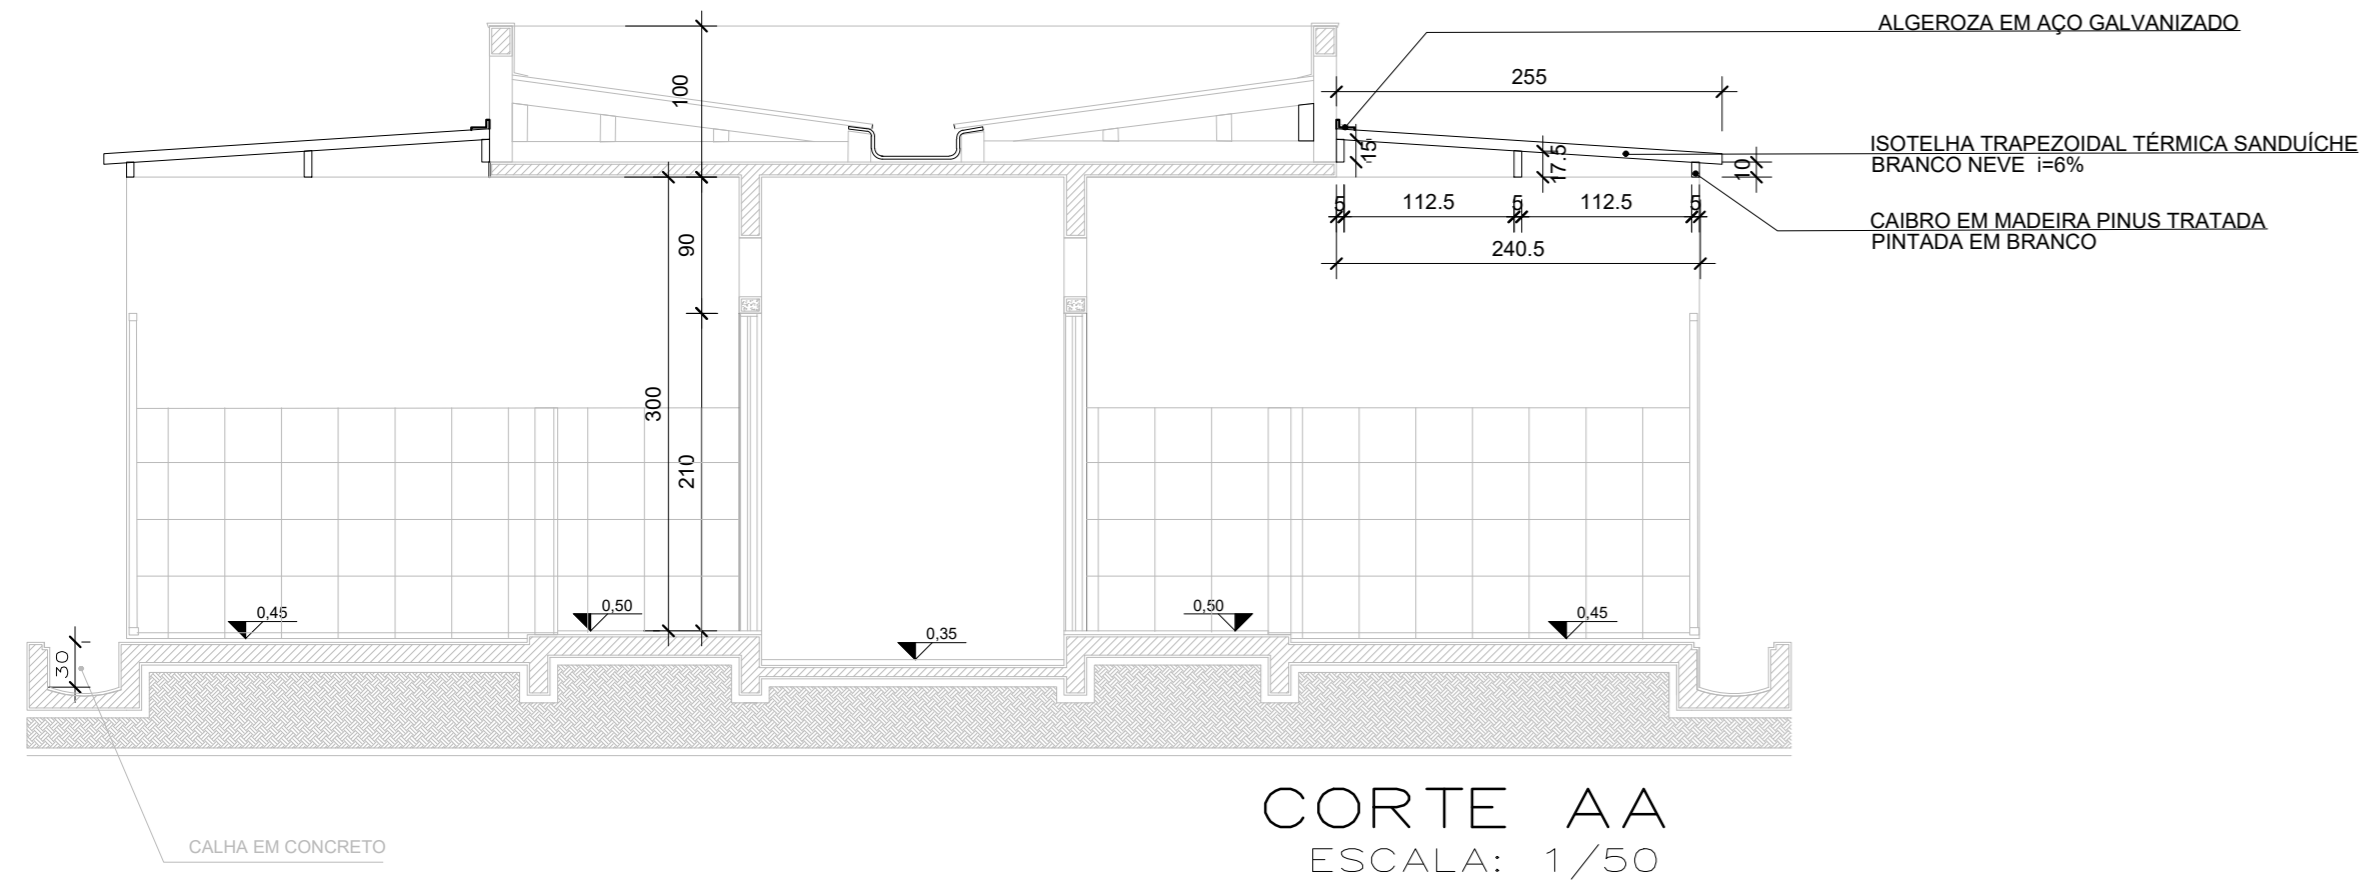 ALGEROZA EM AÇO GALVANIZADO
255
100
ISOTELHA TRAPEZOIDAL TÉRMICA SANDUÍCHE
BRANCO NEVE i=6%
15
17.5
10
5
112.5
5
112.5
5
CAIBRO EM MADEIRA PINUS TRATADA
PINTADA EM BRANCO
240.5
90
300
210
0,45
0,50
0,35
0,50
0,45
30
CALHA EM CONCRETO
CORTE AA
ESCALA: 1/50